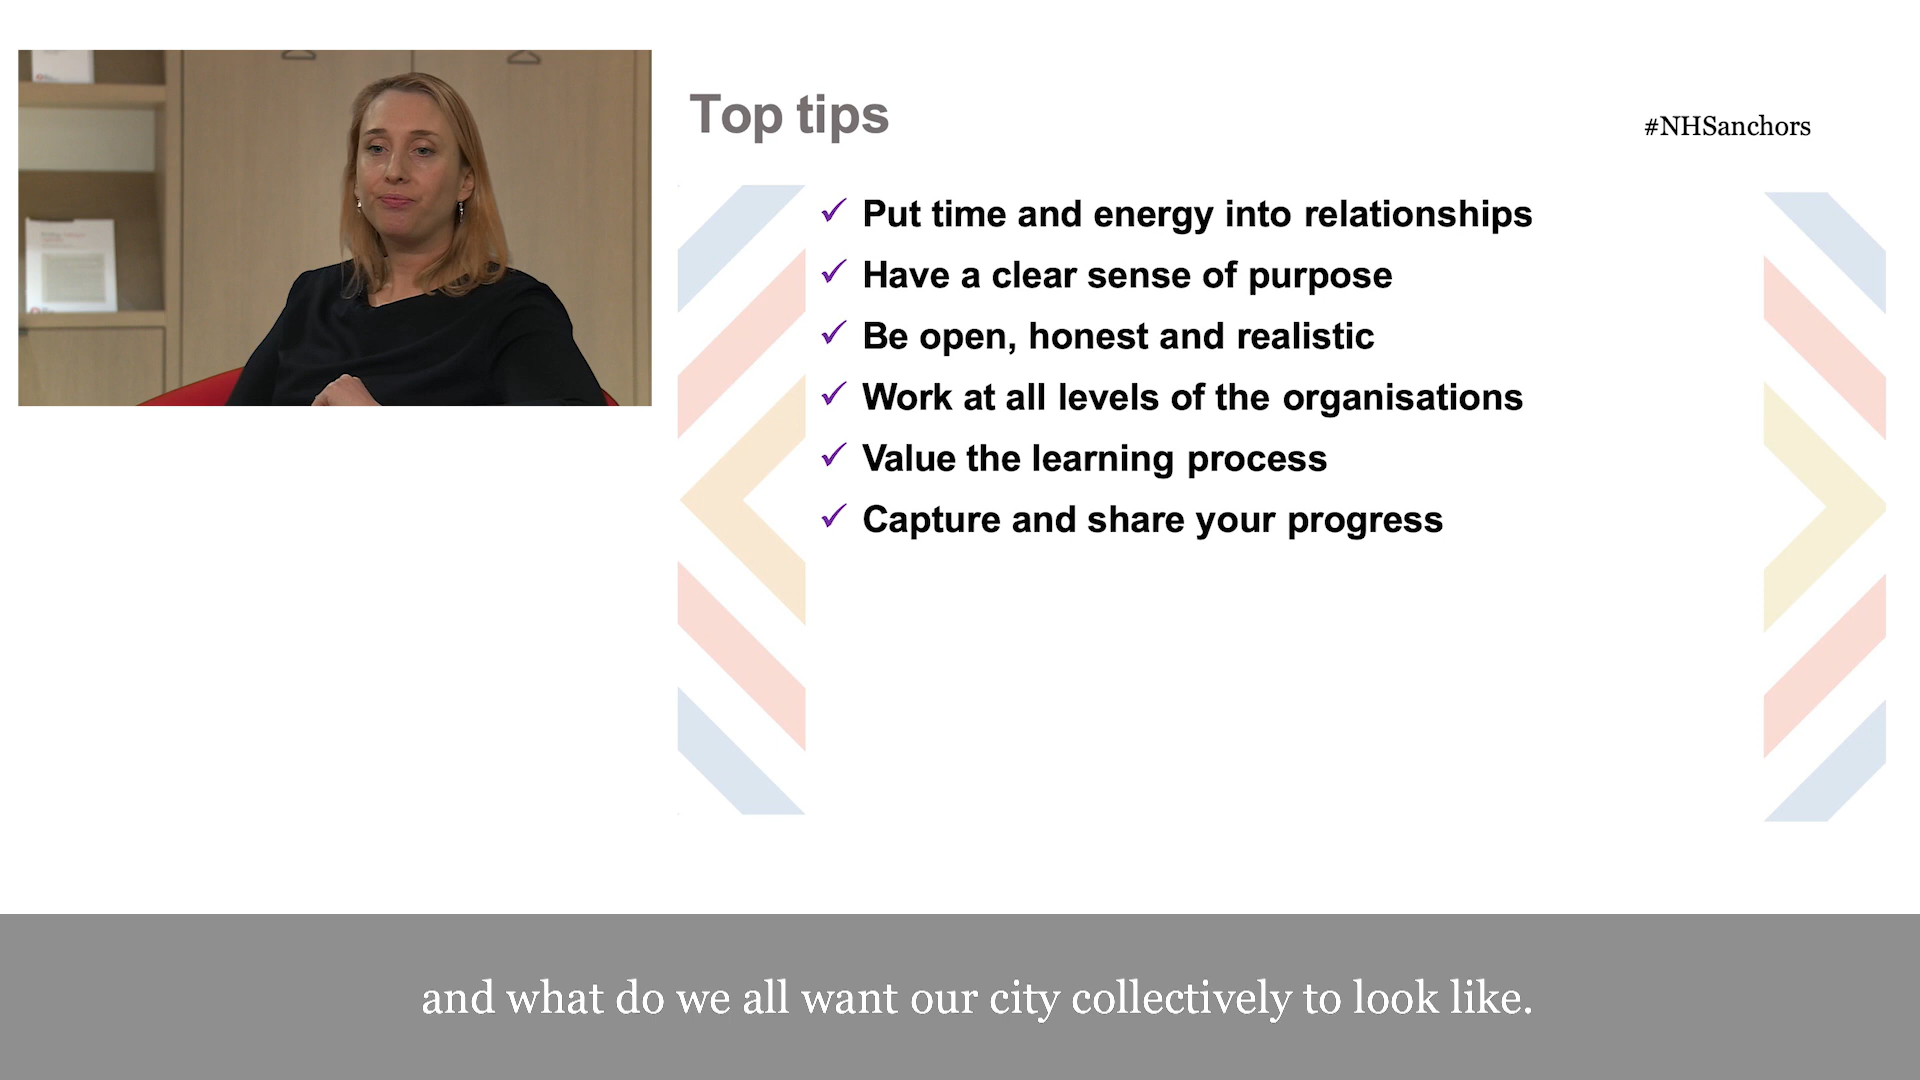 Top tips
#NHSanchors
Put time and energy into relationships
Have a clear sense of purpose
Be open, honest and realistic
Work at all levels of the organisations
Value the learning process
Capture and share your progress
and what do we all want our city collectively to look like.